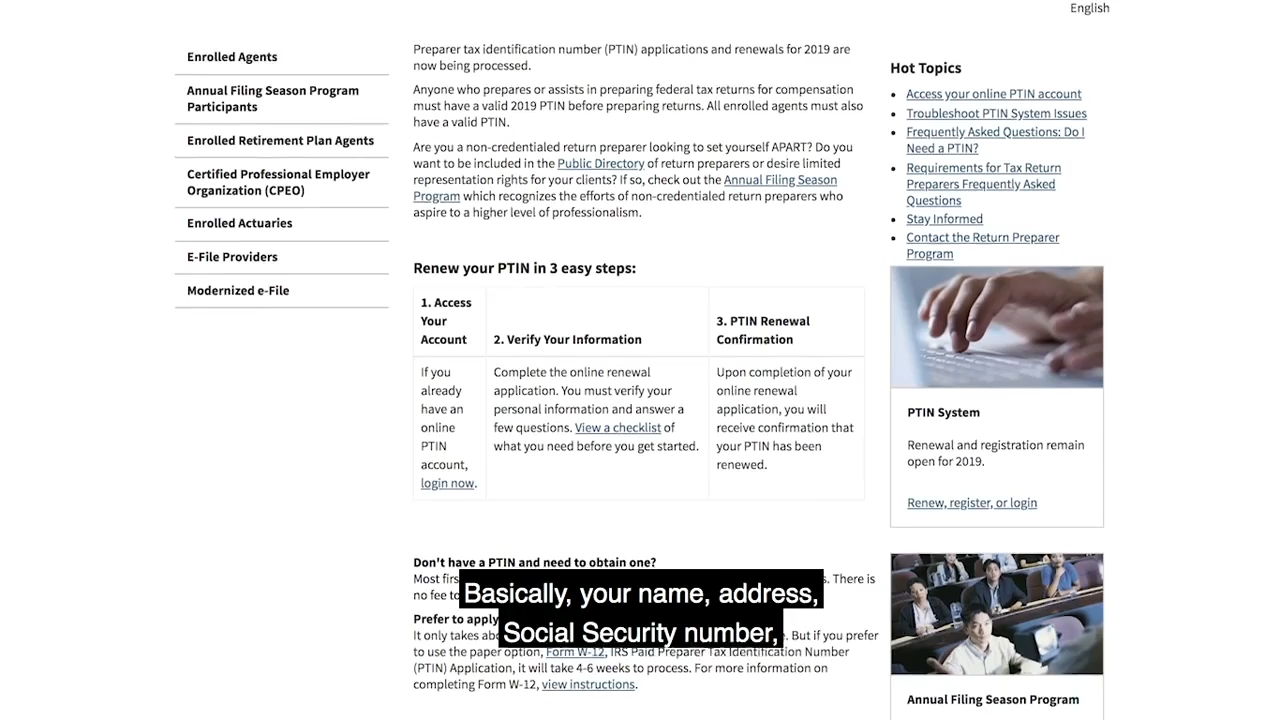 English
Enrolled Agents
Annual Filing Season Program
Participants
Enrolled Retirement Plan Agents
Certified Professional Employer
Organization (CPEO)
Enrolled Actuaries
E-File Providers
Modernized e-File
Preparer tax identification number (PTIN) applications and renewals for 2019 are
now being processed.
Anyone who prepares or assists in preparing federal tax returns for compensation
must have a valid 2019 PTIN before preparing returns. All enrolled agents must also
have a valid PTIN.
Are you a non-credentialed return preparer looking to set yourself APART? Do you
want to be included in the Public Directory of return preparers or desire limited
representation rights for your clients? If so, check out the Annual Filing Season
Program which recognizes the efforts of non-credentialed return preparers who
aspire to a higher level of professionalism.
Renew your PTIN in 3 easy steps:
1. Access
Your
Account
2. Verify Your Information
3. PTIN Renewal
Confirmation
If you
already
have an
online
PTIN
account,
login now.
Complete the online renewal
application. You must verify your
personal information and answer a
few questions. View a checklist of
what you need before you get started.
Upon completion of your
online renewal
application, you will
receive confirmation that
your PTIN has been
renewed.
Don't have a PTIN and need to obtain one?
Most There is
no fee
Prefer to apply
It only takes But if you prefer
to use the paper option, Form W-12, IRS Paid Preparer Tax Identification Number
(PTIN) Application, it will take 4-6 weeks to process. For more information on
completing Form W-12, view instructions.
Basically, your name, address,
Social Security number,
Hot Topics
Access your online PTIN account
Troubleshoot PTIN System Issues
Frequently Asked Questions: Do I
Need a PTIN?
Requirements for Tax Return
Preparers Frequently Asked
Questions
Stay Informed
Contact the Return Preparer
Program
PTIN System
Renewal and registration remain
open for 2019.
Renew, register, or login
Annual Filing Season Program